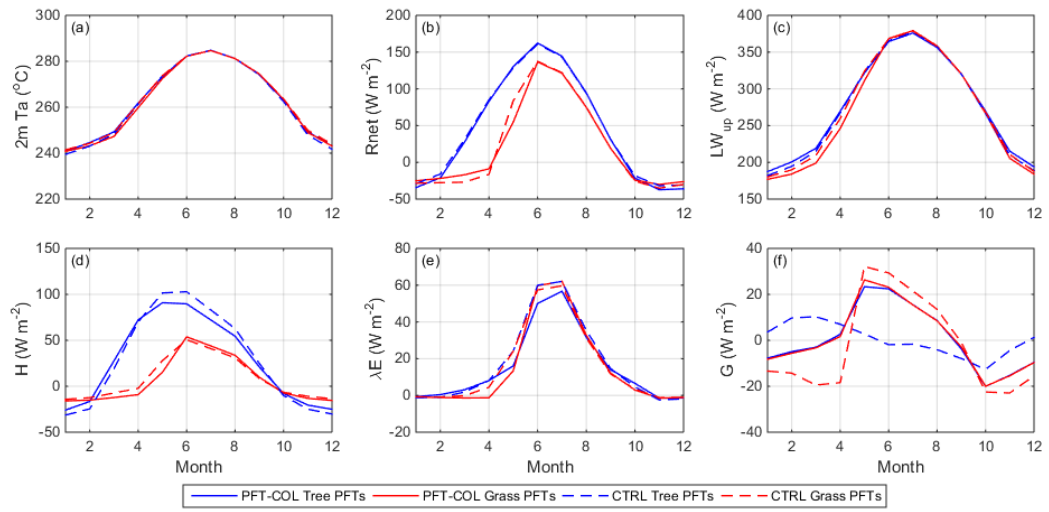 (a)
2m Ta (°C)
300
280
260
240
220
2 4 6 8 10 12
(b)
Rnet (W m-2)
200
150
100
50
0
-50
2 4 6 8 10 12
(c)
LWup (W m-2)
400
350
300
250
200
150
2 4 6 8 10 12
(d)
H (W m-2)
150
100
50
0
-50
2 4 6 8 10 12
Month
(e)
λE (W m-2)
80
60
40
20
0
-20
2 4 6 8 10 12
Month
(f)
G (W m-2)
40
20
0
-20
-40
2 4 6 8 10 12
Month
PFT-COL Tree PFTs PFT-COL Grass PFTs CTRL Tree PFTs CTRL Grass PFTs